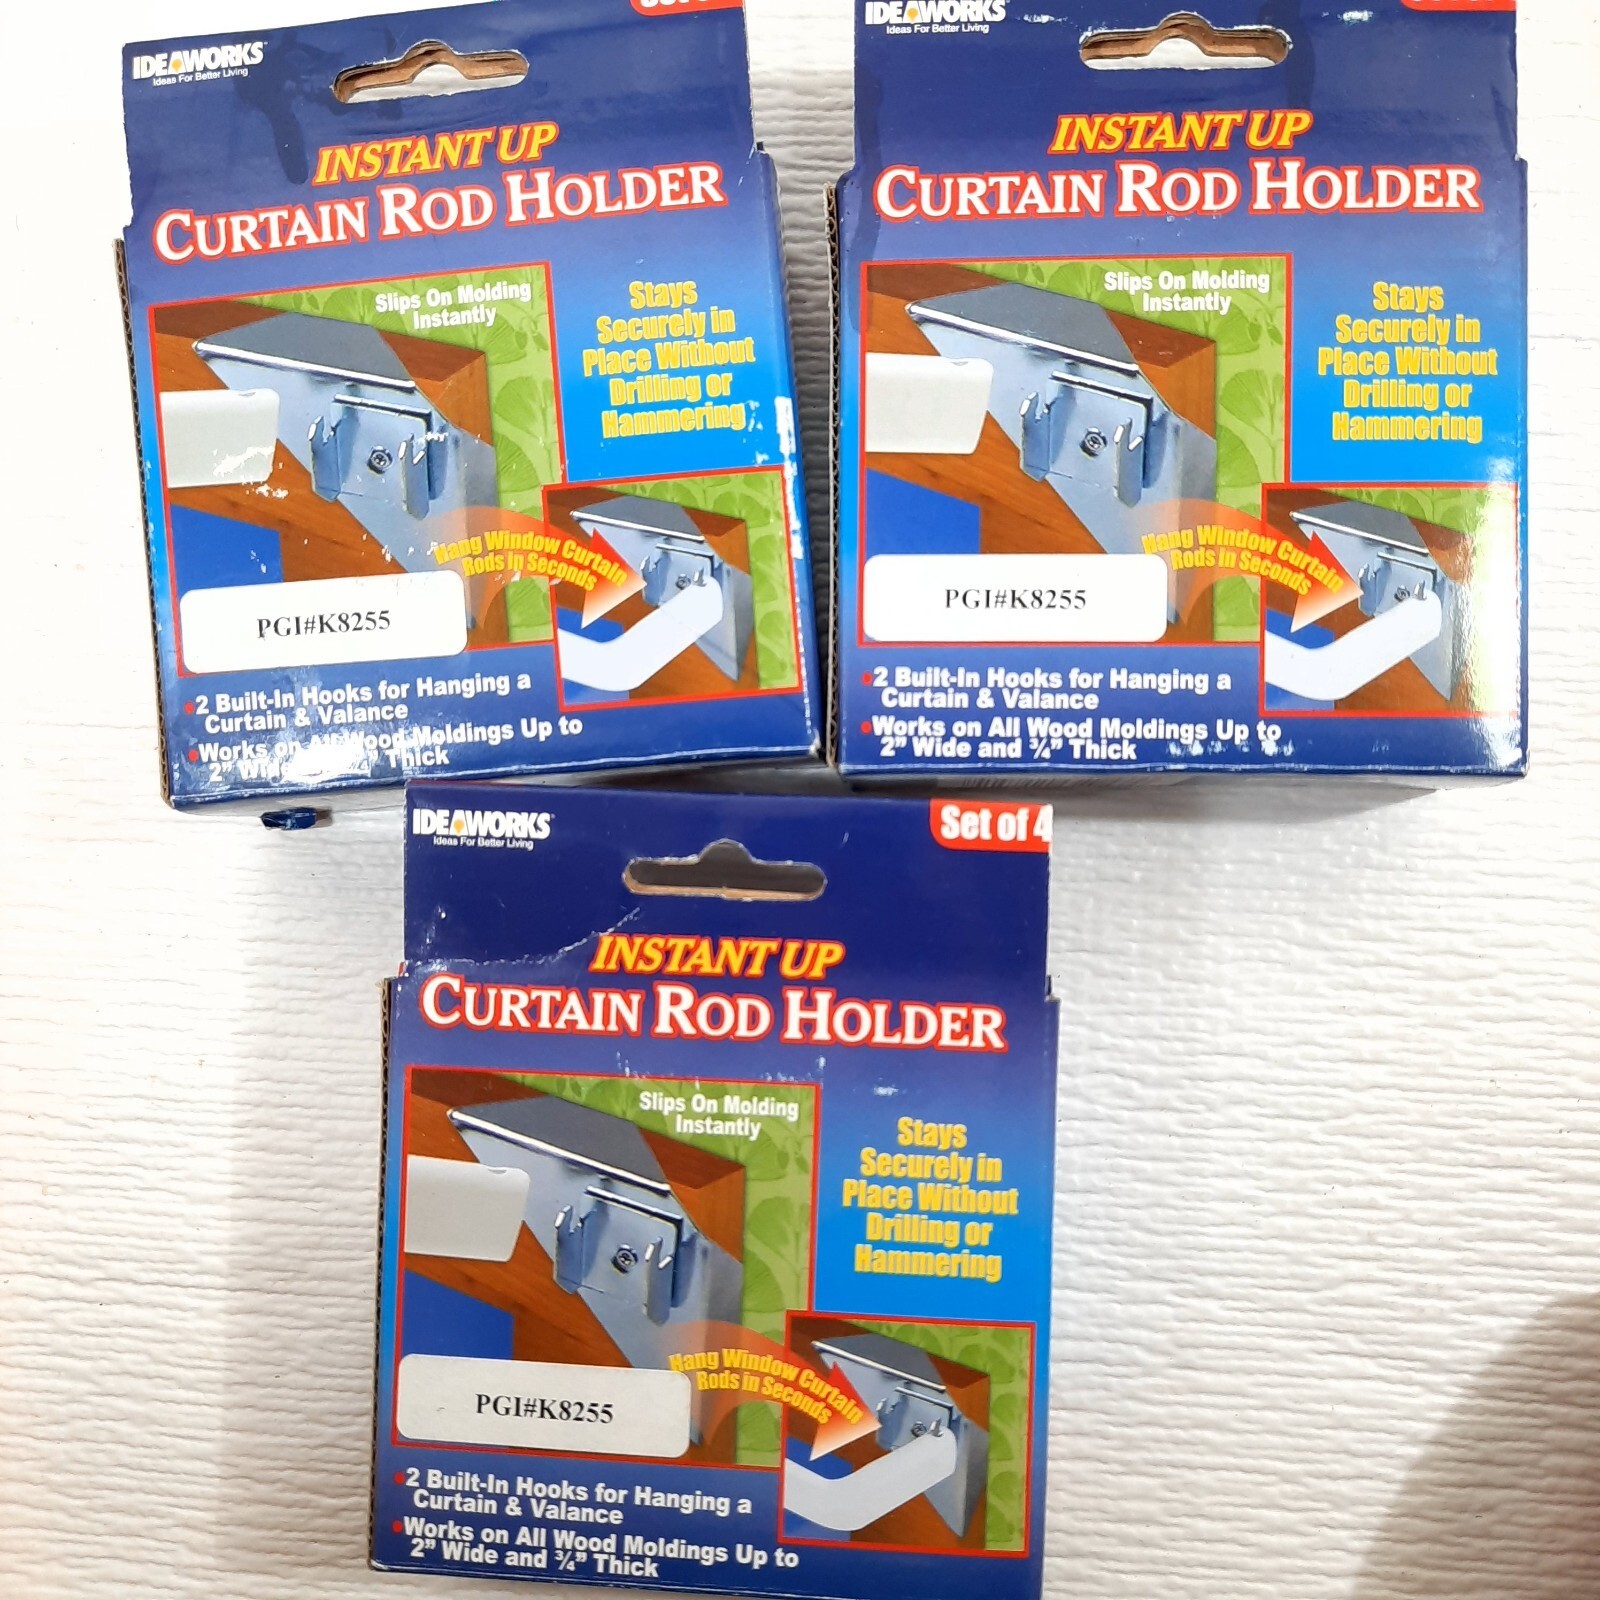 IDEAWORKS
Ideas For Better Living
INSTANT UP
CURTAIN ROD HOLDER
Slips On Molding
Instantly
Stays
Securely in
Place Without
Drilling or
Hammering
Hang Window Curtain
Rods in Seconds
PGI#K8255
2 Built-In Hooks for Hanging a
Curtain & Valance
Works on All Wood Moldings Up to
2" Thick
IDEAWORKS
Ideas For Better Living
INSTANT UP
CURTAIN ROD HOLDER
Slips On Molding
Instantly
Stays
Securely in
Place Without
Drilling or
Hammering
Hang Window Curtain
Rods in Seconds
PGI#K8255
2 Built-In Hooks for Hanging a
Curtain & Valance
Works on All Wood Moldings Up to
2" Wide and ¾" Thick
IDEAWORKS
Ideas For Better Living
Set of 4
INSTANT UP
CURTAIN ROD HOLDER
Slips On Molding
Instantly
Stays
Securely in
Place Without
Drilling or
Hammering
Hang Window Curtain
Rods in Seconds
PGI#K8255
2 Built-In Hooks for Hanging a
Curtain & Valance
Works on All Wood Moldings Up to
2" Wide and ¾" Thick